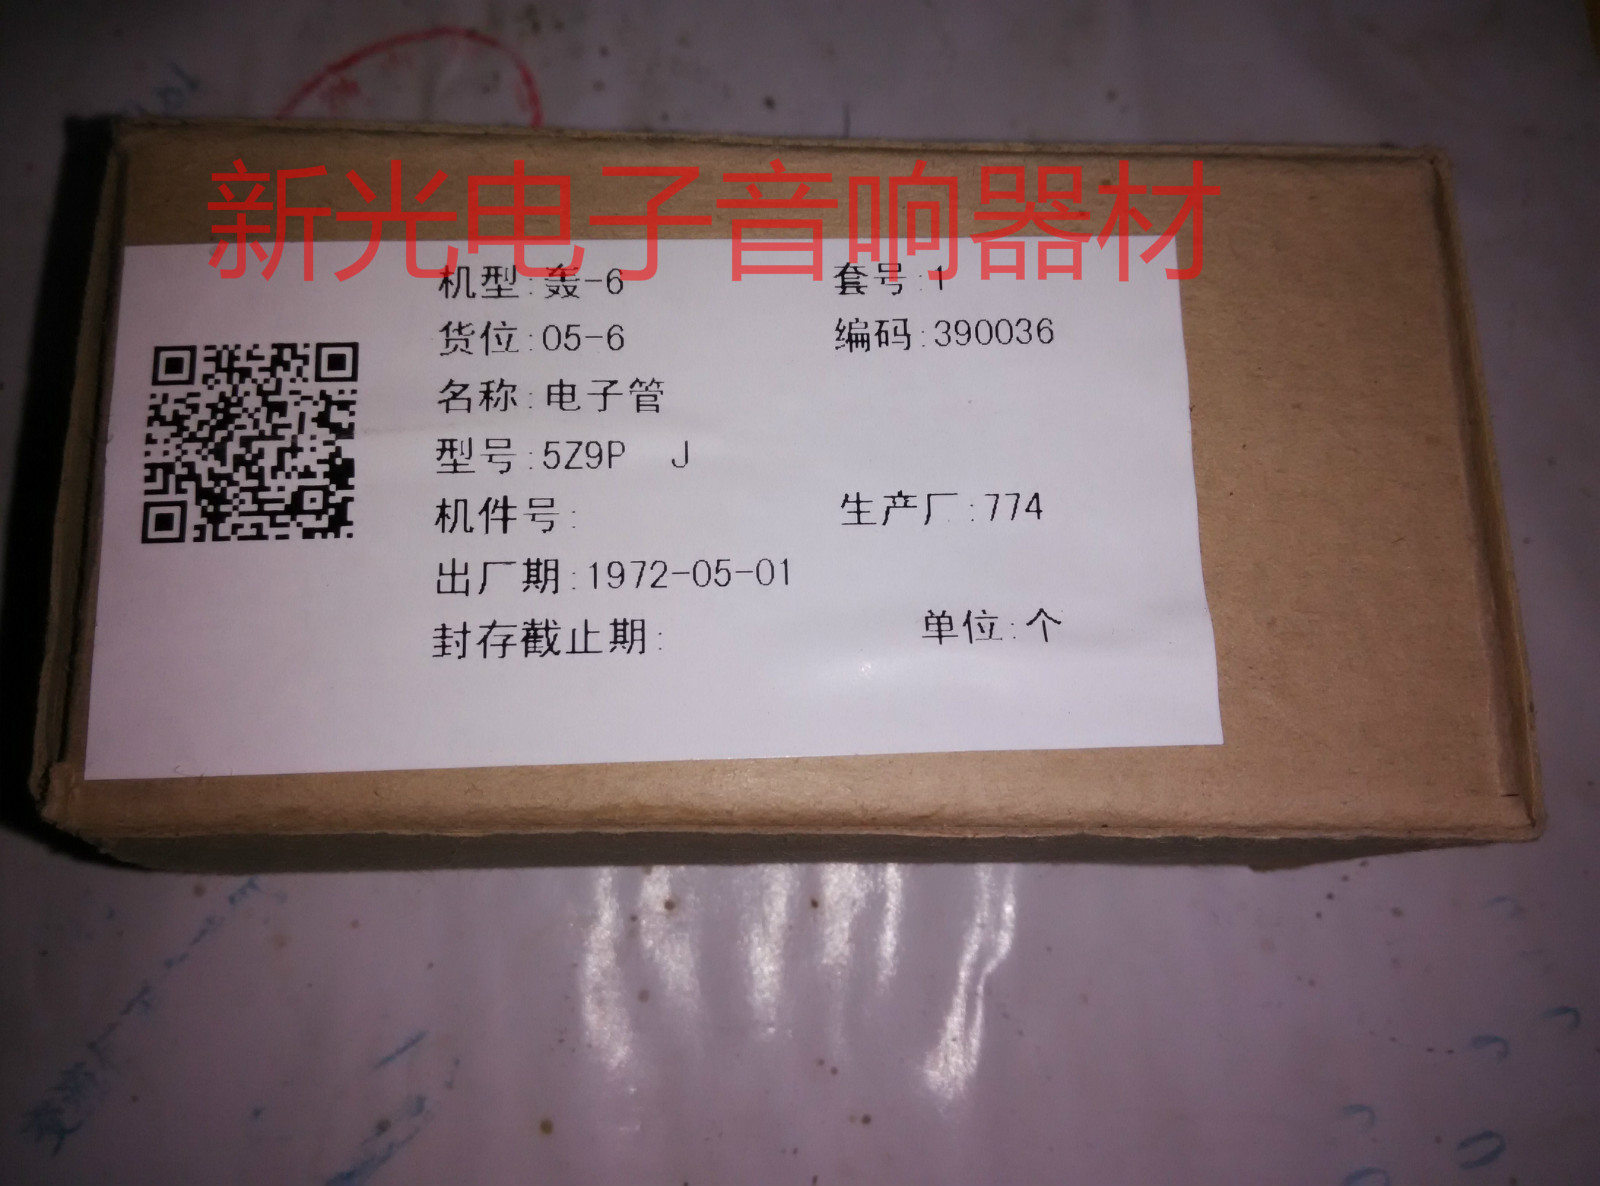 新光电子音响器材
机型:轰-6 套号:1
货位:05-6 编码:390036
名称:电子管
型号:5Z9P J
机件号: 生产厂:774
出厂期:1972-05-01
封存截止期: 单位:个